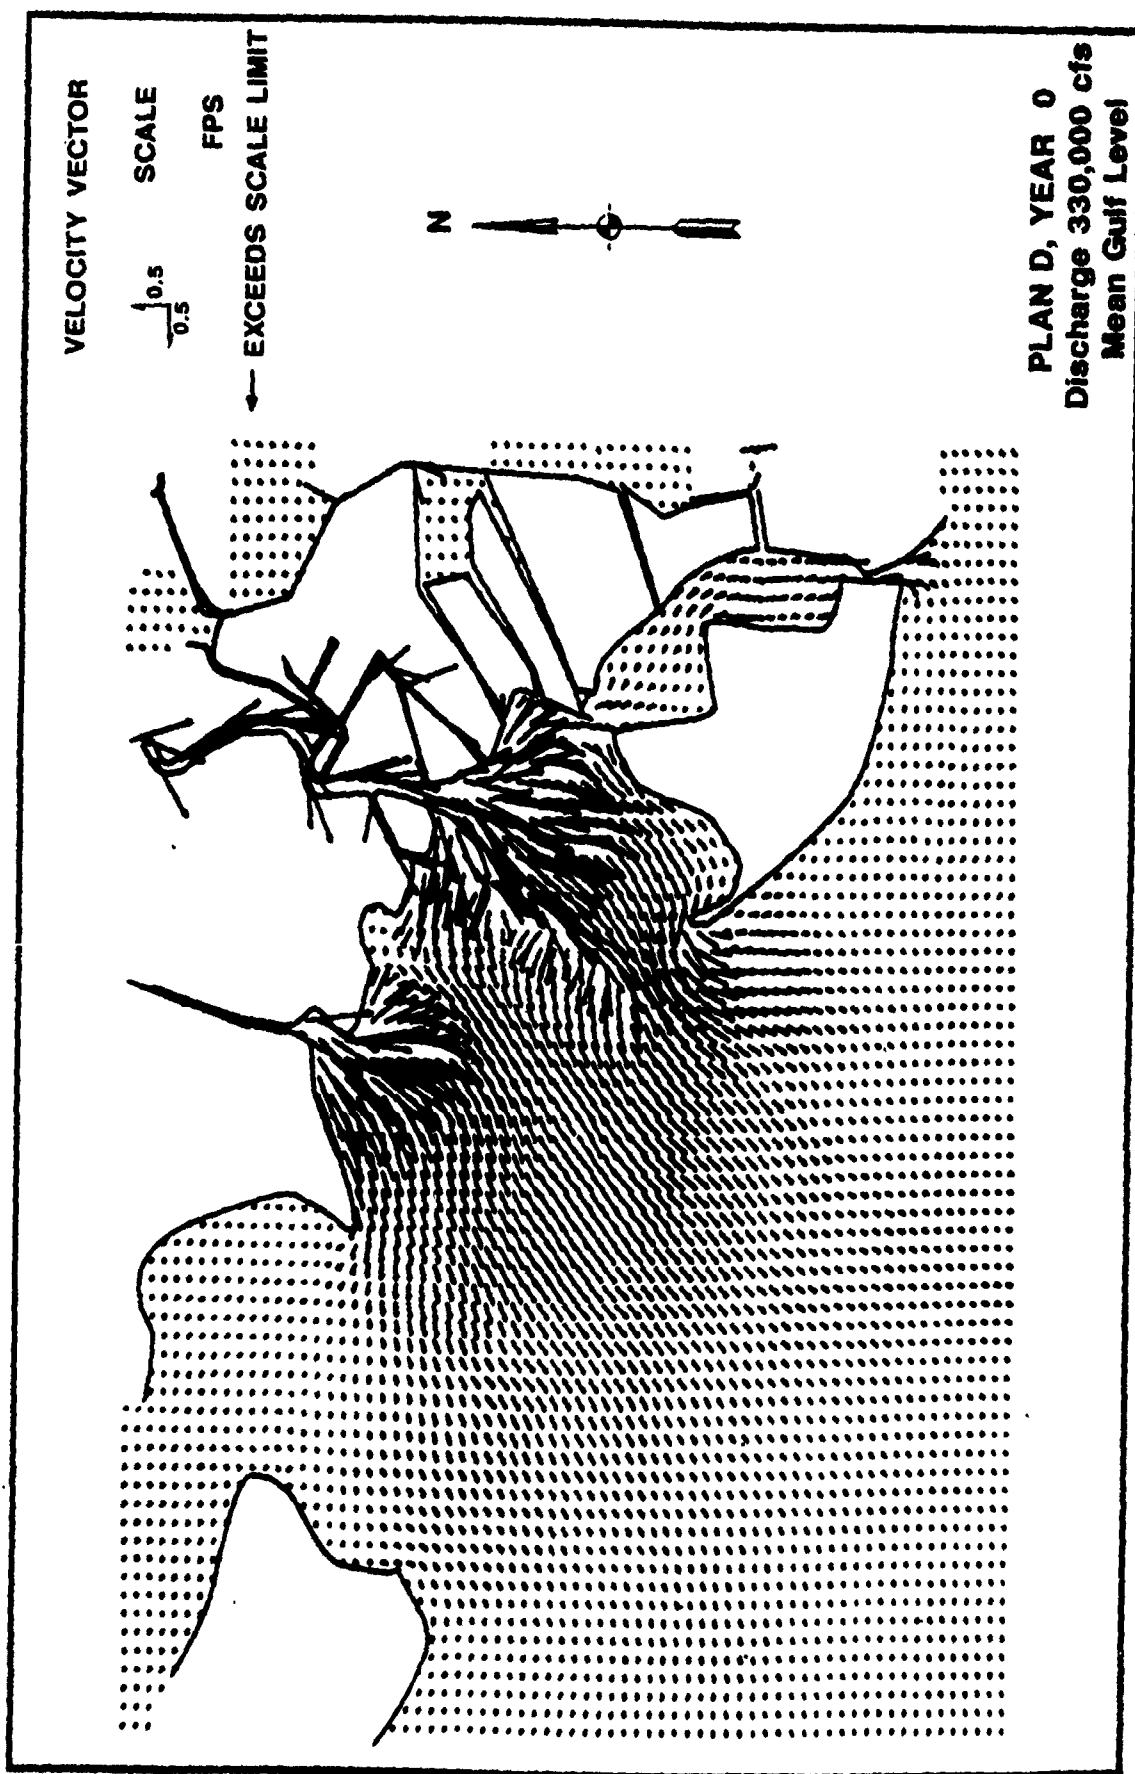 VELOCITY VECTOR
0.5
0.5
SCALE
FPS
← EXCEEDS SCALE LIMIT
N
PLAN D, YEAR 0
Discharge 330,000 cfs
Mean Gulf Level